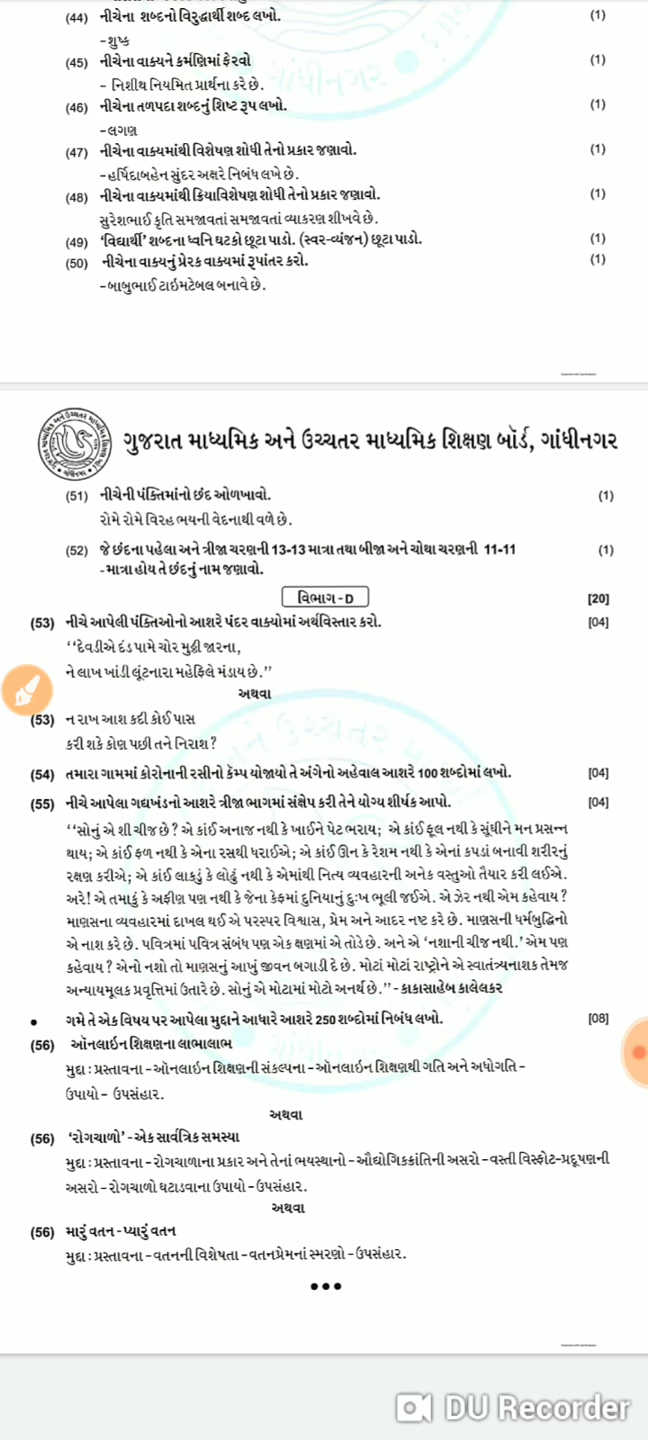 (44) નીચેના શબ્દનો વિરુદ્ધાર્થી શબ્દ લખો. (1)
-શુષ્ક
(45) નીચેના વાક્યને કર્મણિમાં ફેરવો (1)
- નિશીથ નિયમિત પ્રાર્થના કરે છે.
(46) નીચેના તળપદા શબ્દનું શિષ્ટ રૂપ લખો. (1)
-લગણ
(47) નીચેના વાક્યમાંથી વિશેષણ શોધી તેનો પ્રકાર જણાવો. (1)
-હર્ષિદાબહેન સુંદર અક્ષરે નિબંધ લખે છે.
(48) નીચેના વાક્યમાંથી ક્રિયાવિશેષણ શોધી તેનો પ્રકાર જણાવો. (1)
સુરેશભાઈ કૃતિ સમજાવતાં સમજાવતાં વ્યાકરણ શીખવે છે.
(49) ‘વિદ્યાર્થી’ શબ્દના ધ્વનિ ઘટકો છૂટા પાડો. (સ્વર-વ્યંજન) છૂટા પાડો. (1)
(50) નીચેના વાક્યનું પ્રેરક વાક્યમાં રૂપાંતર કરો. (1)
-બાબુભાઈ ટાઇમટેબલ બનાવે છે.
ગુજરાત માધ્યમિક અને ઉચ્ચતર માધ્યમિક શિક્ષણ બૉર્ડ, ગાંધીનગર
(51) નીચેની પંક્તિમાંનો છંદ ઓળખાવો. (1)
રોમે રોમે વિરહ ભયની વેદનાથી વળે છે.
(52) જે છંદના પહેલા અને ત્રીજા ચરણની 13-13 માત્રા તથા બીજા અને ચોથા ચરણની 11-11 (1)
-માત્રા હોય તે છંદનું નામ જણાવો.
વિભાગ-D [20]
(53) નીચે આપેલી પંક્તિઓનો આશરે પંદર વાક્યોમાં અર્થવિસ્તાર કરો. [04]
‘‘દેવડીએ દંડ પામે ચોર મુઠ્ઠી જારના,
ને લાખ ખાંડી લૂંટનારા મહેફિલે મંડાય છે.’’
અથવા
(53) ન રાખ આશ કદી કોઈ પાસ
કરી શકે કોણ પછી તને નિરાશ?
(54) તમારા ગામમાં કોરોનાની રસીનો કૅમ્પ યોજાયો તે અંગેનો અહેવાલ આશરે 100 શબ્દોમાં લખો. [04]
(55) નીચે આપેલા ગદ્યખંડનો આશરે ત્રીજા ભાગમાં સંક્ષેપ કરી તેને યોગ્ય શીર્ષક આપો. [04]
‘‘સોનું એ શી ચીજ છે? એ કાંઈ અનાજ નથી કે ખાઈને પેટ ભરાય; એ કાંઈ ફૂલ નથી કે સૂંઘીને મન પ્રસન્ન
થાય; એ કાંઈ ફળ નથી કે એના રસથી ધરાઈએ; એ કાંઈ ઊન કે રેશમ નથી કે એનાં કપડાં બનાવી શરીરનું
રક્ષણ કરીએ; એ કાંઈ લાકડું કે લોઢું નથી કે એમાંથી નિત્ય વ્યવહારની અનેક વસ્તુઓ તૈયાર કરી લઈએ.
અરે! એ તમાકું કે અફીણ પણ નથી કે જેના કેફમાં દુનિયાનું દુઃખ ભૂલી જઈએ. એ ઝેર નથી એમ કહેવાય?
માણસના વ્યવહારમાં દાખલ થઈ એ પરસ્પર વિશ્વાસ, પ્રેમ અને આદર નષ્ટ કરે છે. માણસની ધર્મબુદ્ધિનો
એ નાશ કરે છે. પવિત્રમાં પવિત્ર સંબંધ પણ એક ક્ષણમાં એ તોડે છે. અને એ ‘નશાની ચીજ નથી.’ એમ પણ
કહેવાય? એનો નશો તો માણસનું આખું જીવન બગાડી દે છે. મોટાં મોટાં રાષ્ટ્રોને એ સ્વાતંત્ર્યનાશક તેમજ
અન્યાયમૂલક પ્રવૃત્તિમાં ઉતારે છે. સોનું એ મોટામાં મોટો અનર્થ છે.’’-કાકાસાહેબ કાલેલકર
• ગમે તે એક વિષય પર આપેલા મુદ્દાને આધારે આશરે 250 શબ્દોમાં નિબંધ લખો. [08]
(56) ઑનલાઇન શિક્ષણના લાભાલાભ
મુદ્દા : પ્રસ્તાવના - ઑનલાઇન શિક્ષણની સંકલ્પના - ઑનલાઇન શિક્ષણથી ગતિ અને અધોગતિ -
ઉપાયો - ઉપસંહાર.
અથવા
(56) ‘રોગચાળો’ - એક સાર્વત્રિક સમસ્યા
મુદ્દા : પ્રસ્તાવના - રોગચાળાના પ્રકાર અને તેનાં ભયસ્થાનો - ઔદ્યોગિકક્રાંતિની અસરો - વસ્તી વિસ્ફોટ-પ્રદૂષણની
અસરો - રોગચાળો ઘટાડવાના ઉપાયો - ઉપસંહાર.
અથવા
(56) મારું વતન - પ્યારું વતન
મુદ્દા : પ્રસ્તાવના - વતનની વિશેષતા - વતનપ્રેમનાં સ્મરણો - ઉપસંહાર.
•••
DU Recorder